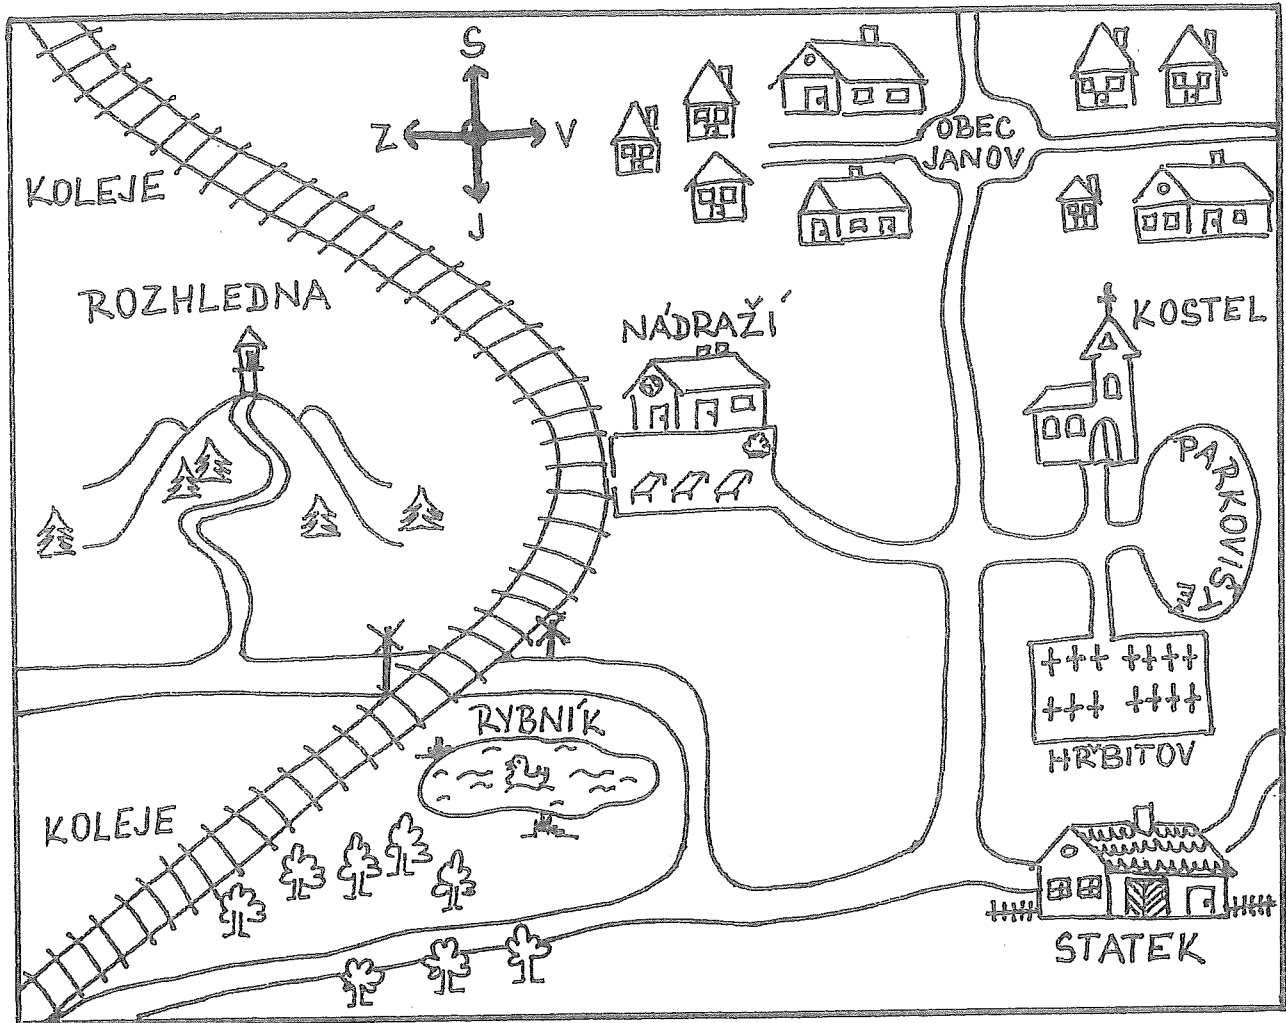 S
Z V
J
OBEC
JANOV
KOLEJE
ROZHLEDNA
NÁDRAŽÍ
KOSTEL
PARKOVIŠTĚ
RYBNÍK
HŘBITOV
KOLEJE
STATEK